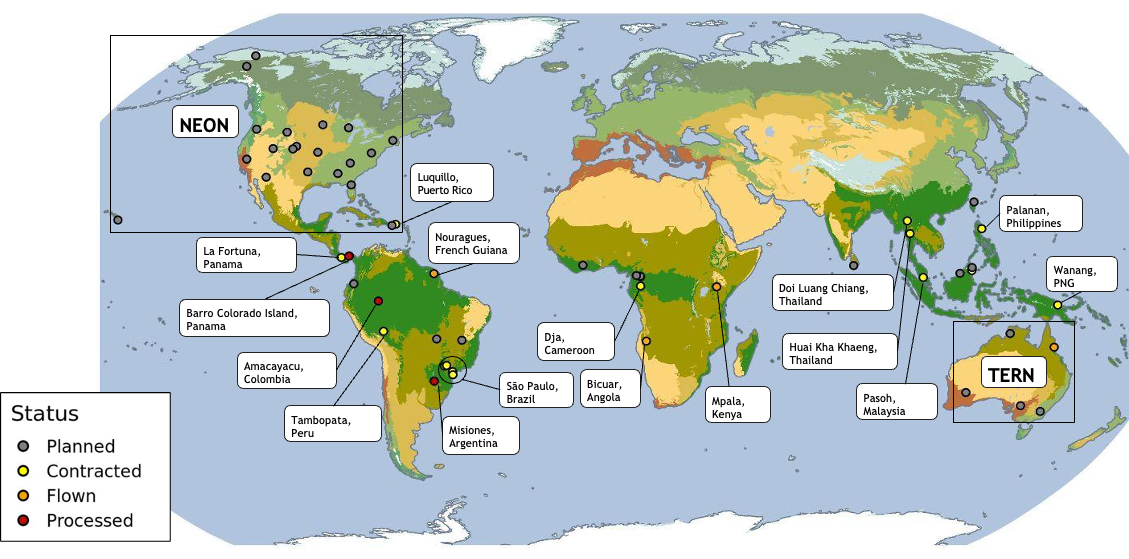 NEON
Luquillo,
Puerto Rico
La Fortuna,
Panama
Nouragues,
French Guiana
Palanan,
Philippines
Wanang,
PNG
Doi Luang Chiang,
Thailand
Barro Colorado Island,
Panama
Dja,
Cameroon
Huai Kha Khaeng,
Thailand
TERN
Amacayacu,
Colombia
São Paulo,
Brazil
Bicuar,
Angola
Mpala,
Kenya
Pasoh,
Malaysia
Tambopata,
Peru
Misiones,
Argentina
Status
Planned
Contracted
Flown
Processed